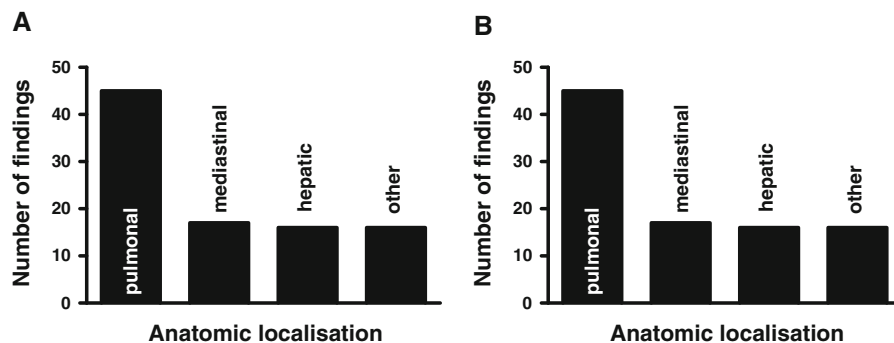 A
Number of findings
50
40
30
20
10
0
pulmonal
mediastinal
hepatic
other
Anatomic localisation
B
Number of findings
50
40
30
20
10
0
pulmonal
mediastinal
hepatic
other
Anatomic localisation